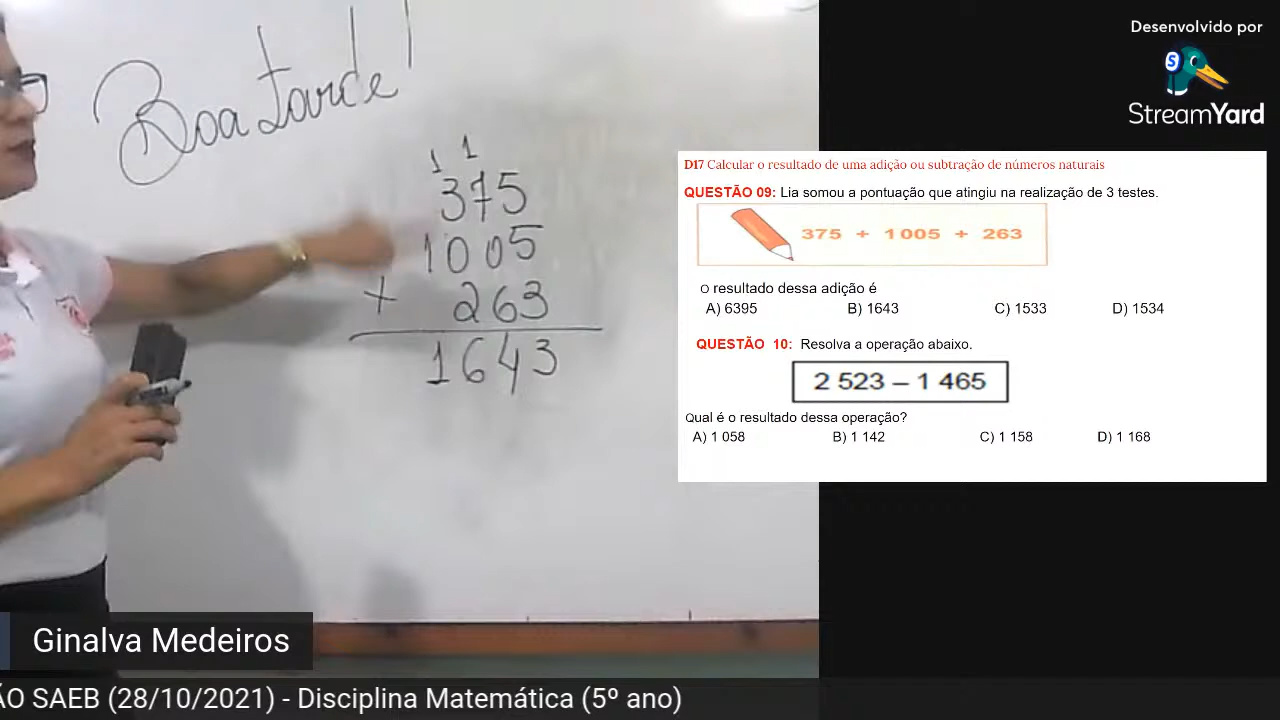 Boa tarde!
1 1
375
1005
+ 263
1643
Desenvolvido por
S
StreamYard
D17 Calcular o resultado de uma adição ou subtração de números naturais
QUESTÃO 09: Lia somou a pontuação que atingiu na realização de 3 testes.
375 + 1 005 + 263
O resultado dessa adição é
A) 6395 B) 1643 C) 1533 D) 1534
QUESTÃO 10: Resolva a operação abaixo.
2 523 – 1 465
Qual é o resultado dessa operação?
A) 1 058 B) 1 142 C) 1 158 D) 1 168
Ginalva Medeiros
ÃO SAEB (28/10/2021) - Disciplina Matemática (5º ano)